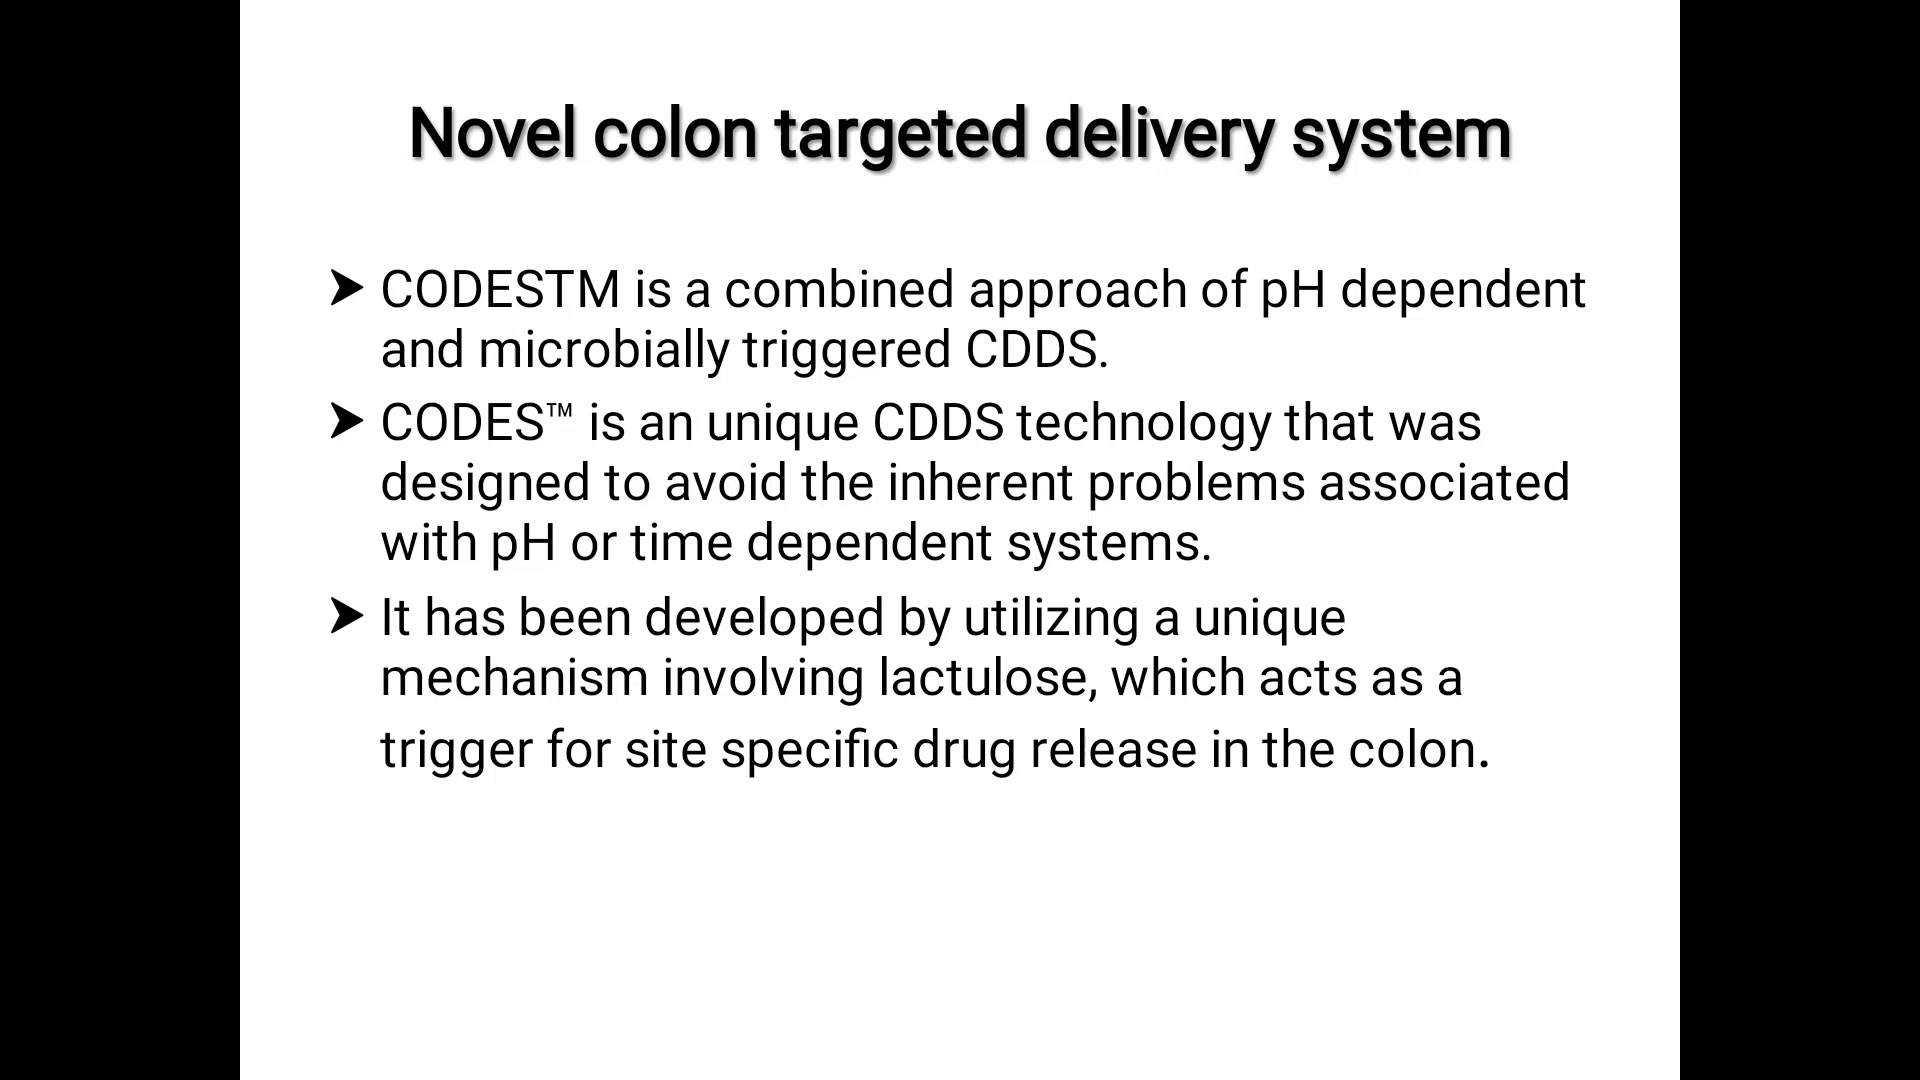 Novel colon targeted delivery system
➤ CODESTM is a combined approach of pH dependent
and microbially triggered CDDS.
➤ CODES™ is an unique CDDS technology that was
designed to avoid the inherent problems associated
with pH or time dependent systems.
➤ It has been developed by utilizing a unique
mechanism involving lactulose, which acts as a
trigger for site specific drug release in the colon.